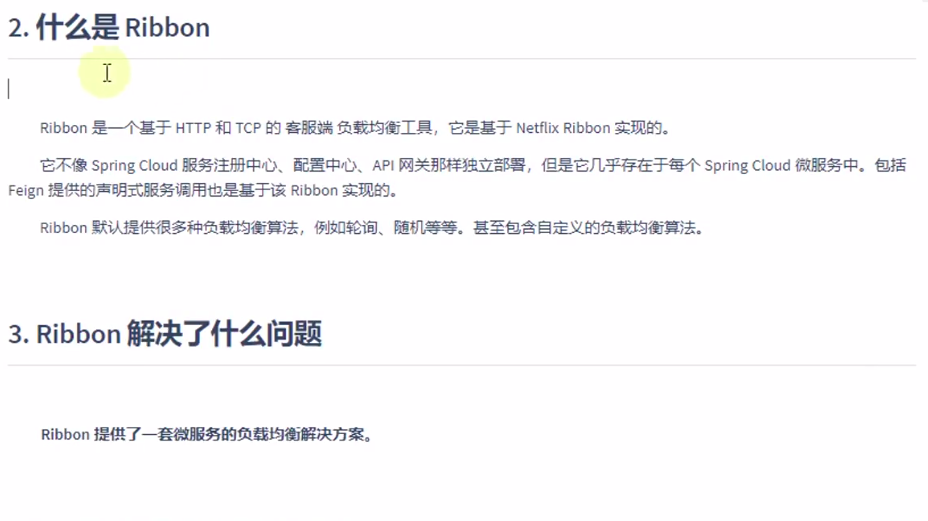 2. 什么是 Ribbon
Ribbon 是一个基于 HTTP 和 TCP 的 客服端 负载均衡工具，它是基于 Netflix Ribbon 实现的。
它不像 Spring Cloud 服务注册中心、配置中心、API 网关那样独立部署，但是它几乎存在于每个 Spring Cloud 微服务中。包括
Feign 提供的声明式服务调用也是基于该 Ribbon 实现的。
Ribbon 默认提供很多种负载均衡算法，例如轮询、随机等等。甚至包含自定义的负载均衡算法。
3. Ribbon 解决了什么问题
Ribbon 提供了一套微服务的负载均衡解决方案。